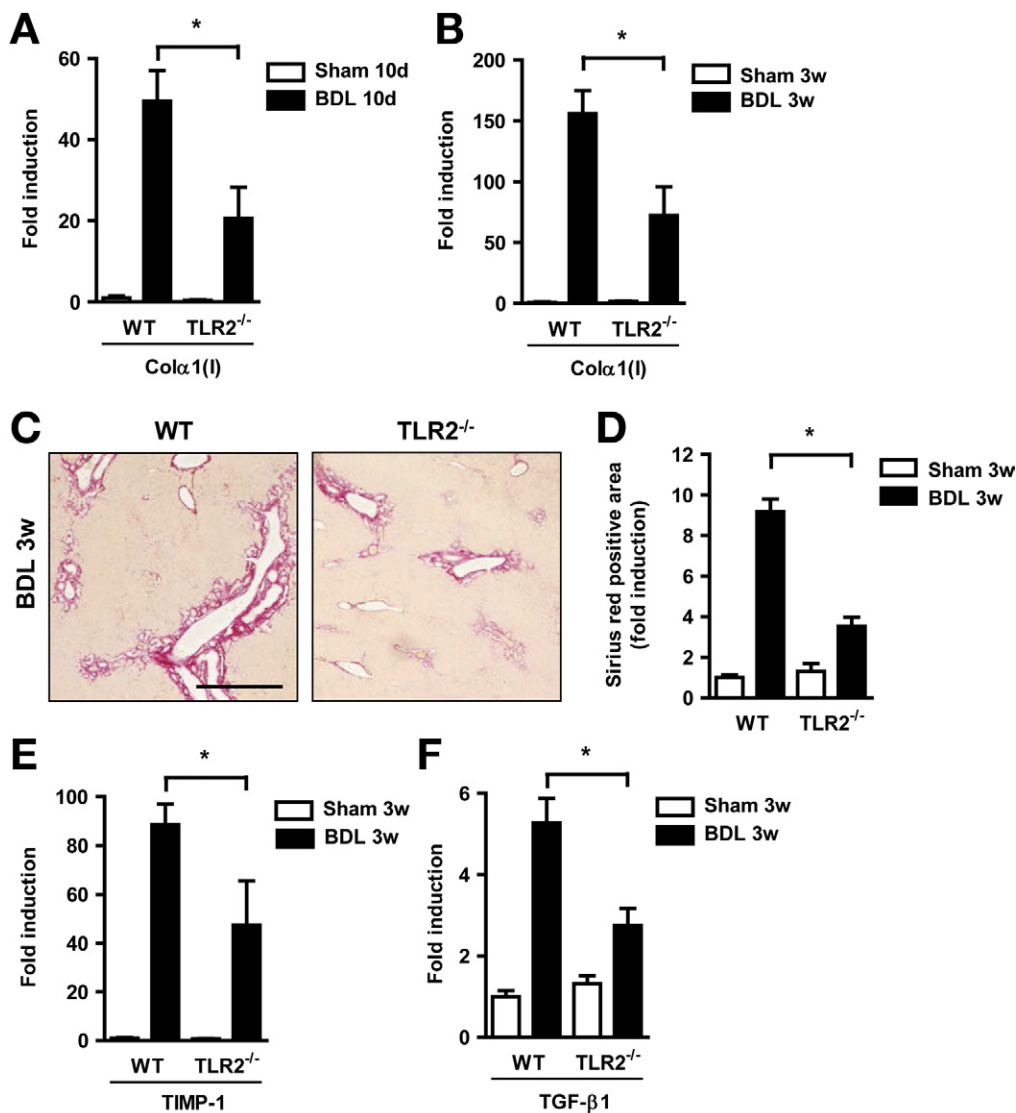 A
*
60
40
20
0
Fold induction
Sham 10d
BDL 10d
WT TLR2-/-
Colα1(I)
B
*
200
150
100
50
0
Fold induction
Sham 3w
BDL 3w
WT TLR2-/-
Colα1(I)
C
WT TLR2-/-
BDL 3w
D
*
12
10
8
6
4
2
0
Sirius red positive area
(fold induction)
Sham 3w
BDL 3w
WT TLR2-/-
E
*
100
80
60
40
20
0
Fold induction
Sham 3w
BDL 3w
WT TLR2-/-
TIMP-1
F
*
6
4
2
0
Fold induction
Sham 3w
BDL 3w
WT TLR2-/-
TGF-β1